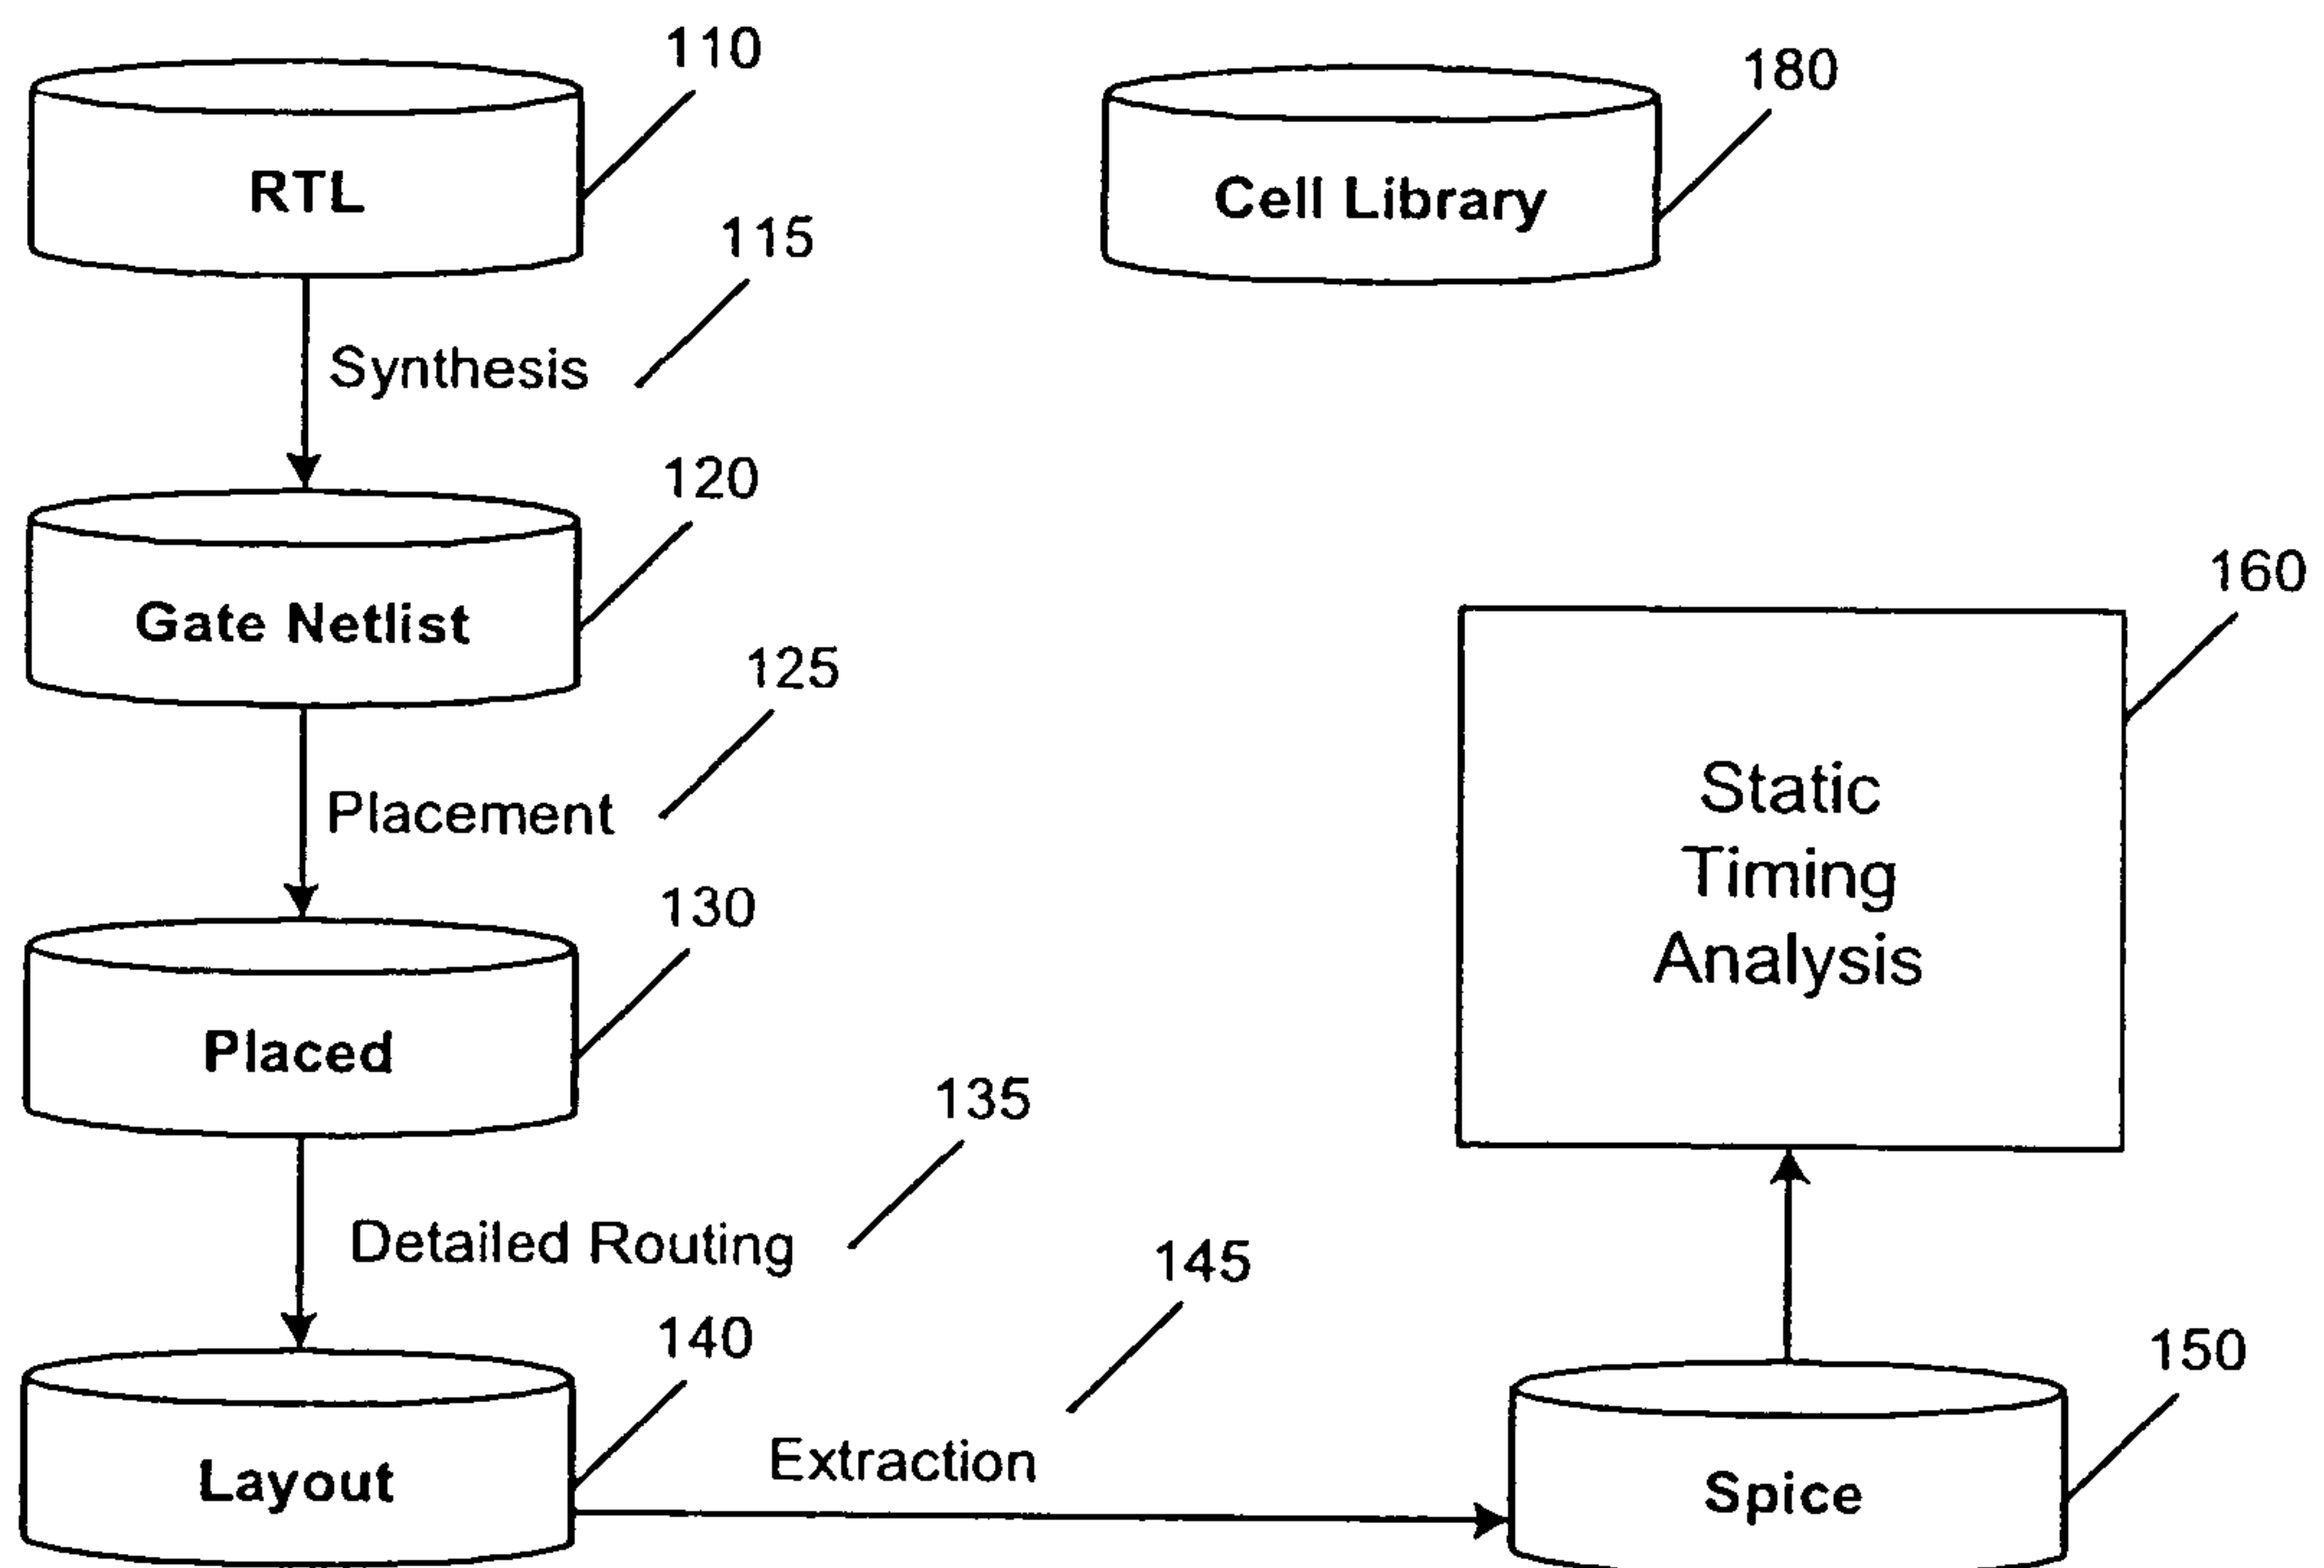 110
180
RTL
Cell Library
115
Synthesis
120
160
Gate Netlist
125
Static
Timing
Analysis
Placement
130
Placed
135
Detailed Routing
145
140
150
Extraction
Layout
Spice